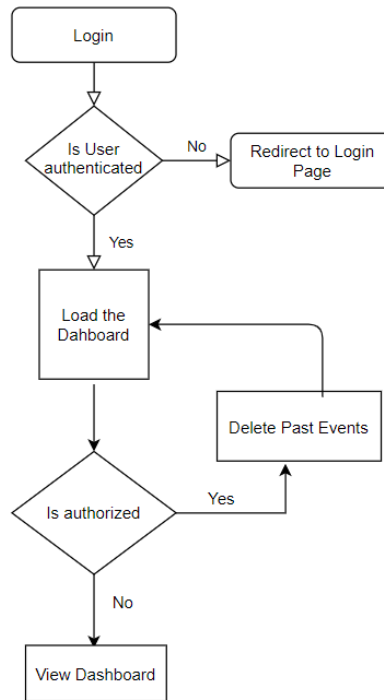 Login
Is User
authenticated
No
Redirect to Login
Page
Yes
Load the
Dahboard
Delete Past Events
Is authorized
Yes
No
View Dashboard